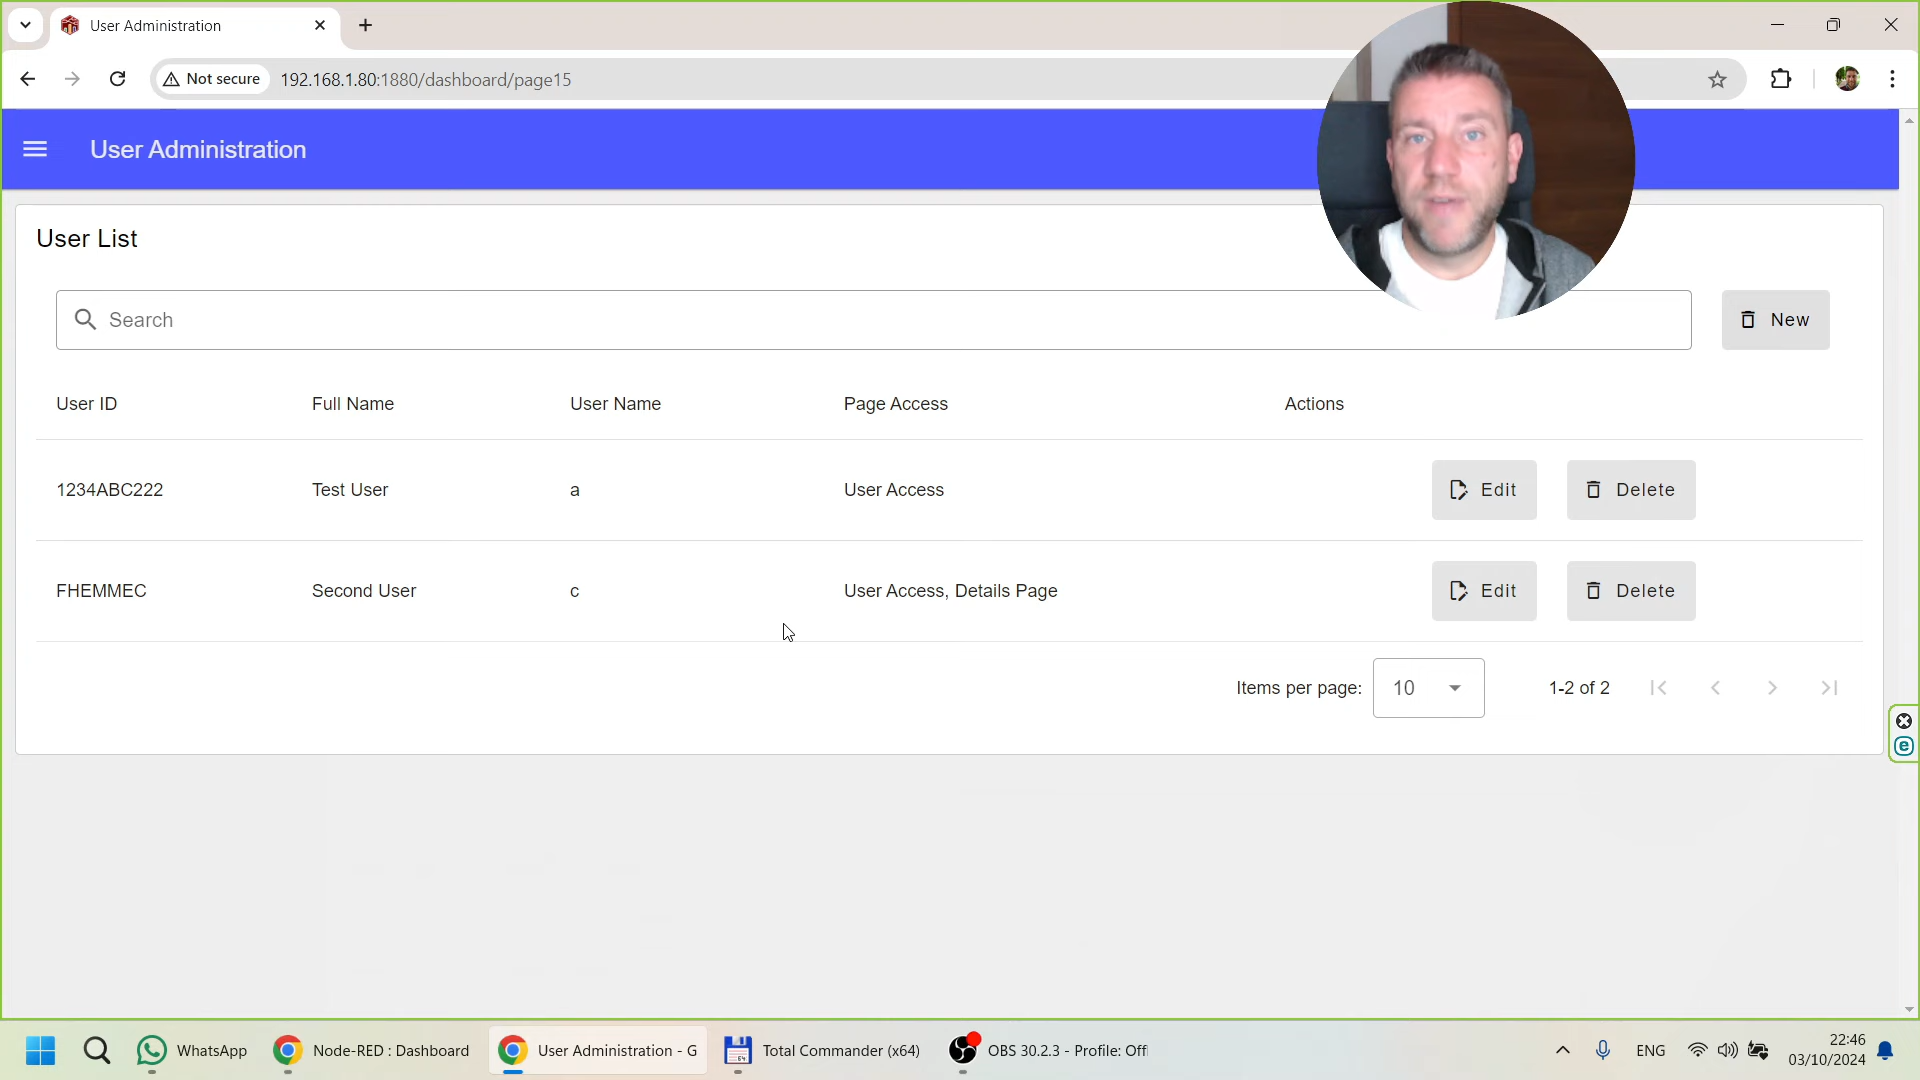 User Administration
Not secure
192.168.1.80:1880/dashboard/page15
User Administration
User List
Search
New
User ID Full Name User Name Page Access Actions
1234ABC222 Test User a User Access Edit Delete
FHEMMEC Second User c User Access, Details Page Edit Delete
Items per page: 10 1-2 of 2
WhatsApp Node-RED : Dashboard User Administration - G Total Commander (x64) OBS 30.2.3 - Profile: Off ENG 22:46
03/10/2024